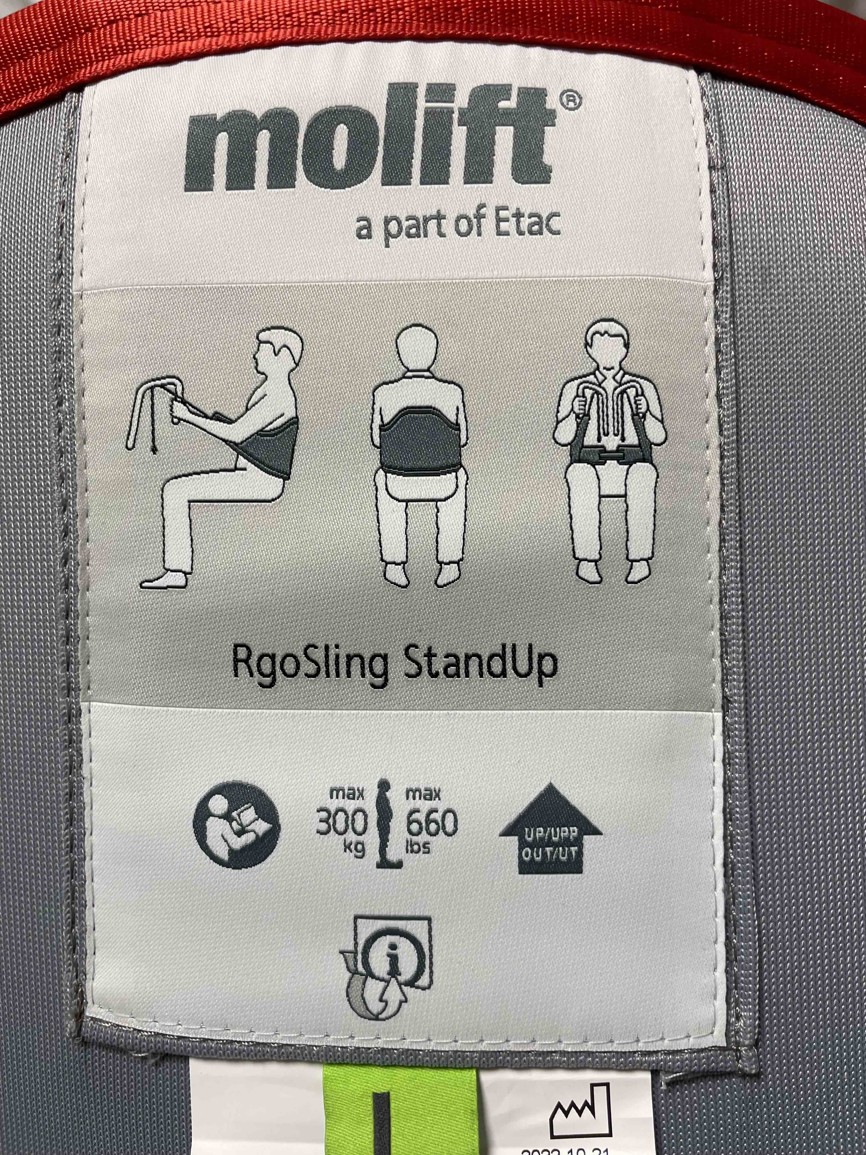 molift®
a part of Etac
RgoSling StandUp
max
300
kg
max
660
lbs
UP/UPP
OUT/UT
i
L